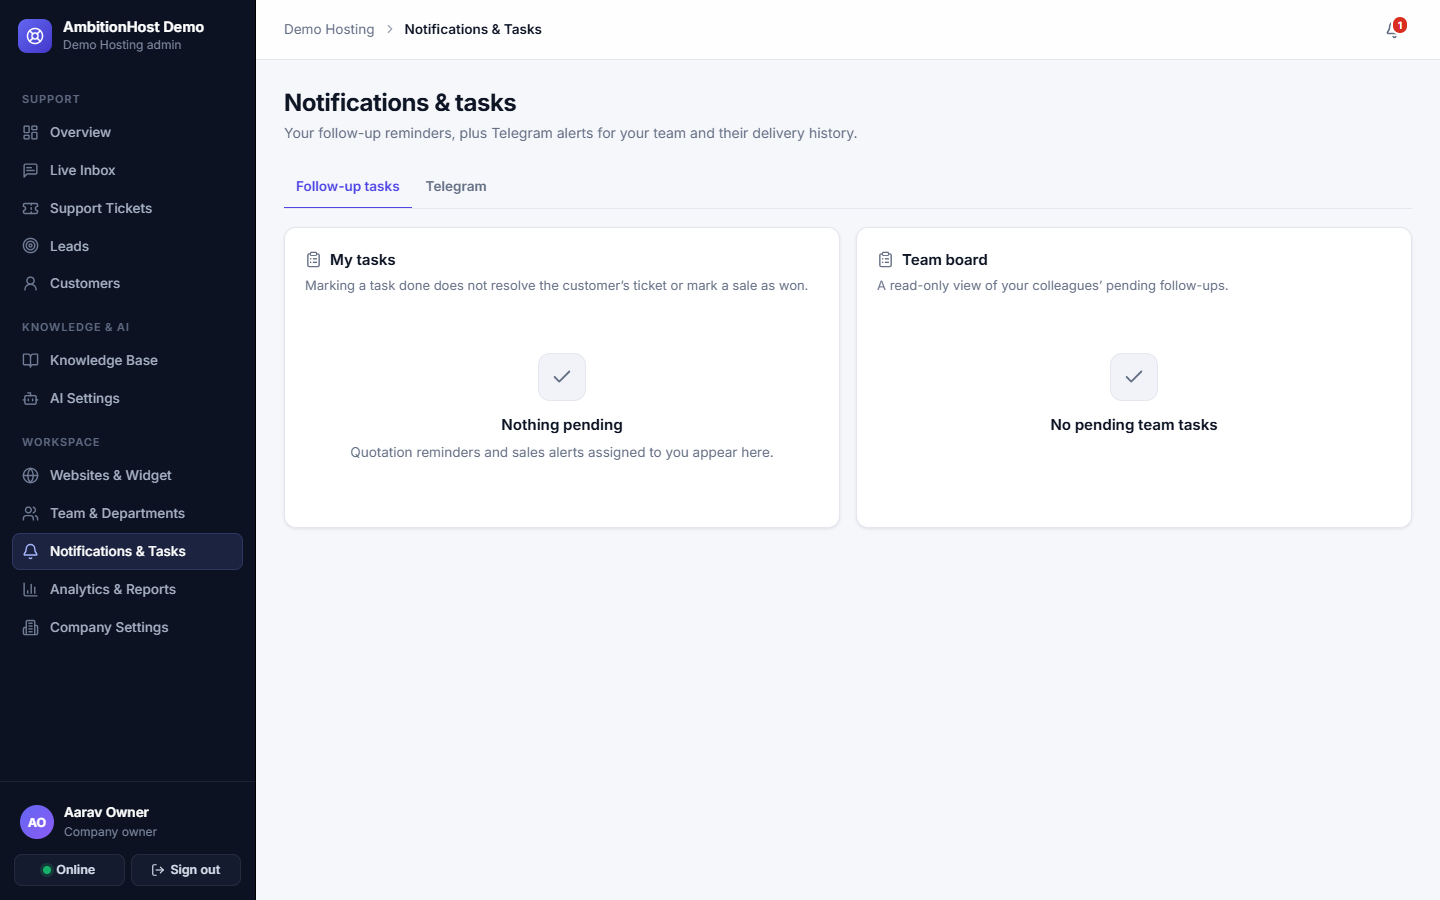 AmbitionHost Demo
Demo Hosting admin
SUPPORT
Overview
Live Inbox
Support Tickets
Leads
Customers
KNOWLEDGE & AI
Knowledge Base
AI Settings
WORKSPACE
Websites & Widget
Team & Departments
Notifications & Tasks
Analytics & Reports
Company Settings
AO
Aarav Owner
Company owner
Online
Sign out
Demo Hosting
Notifications & Tasks
1
Notifications & tasks
Your follow-up reminders, plus Telegram alerts for your team and their delivery history.
Follow-up tasks
Telegram
My tasks
Marking a task done does not resolve the customer’s ticket or mark a sale as won.
Nothing pending
Quotation reminders and sales alerts assigned to you appear here.
Team board
A read-only view of your colleagues’ pending follow-ups.
No pending team tasks